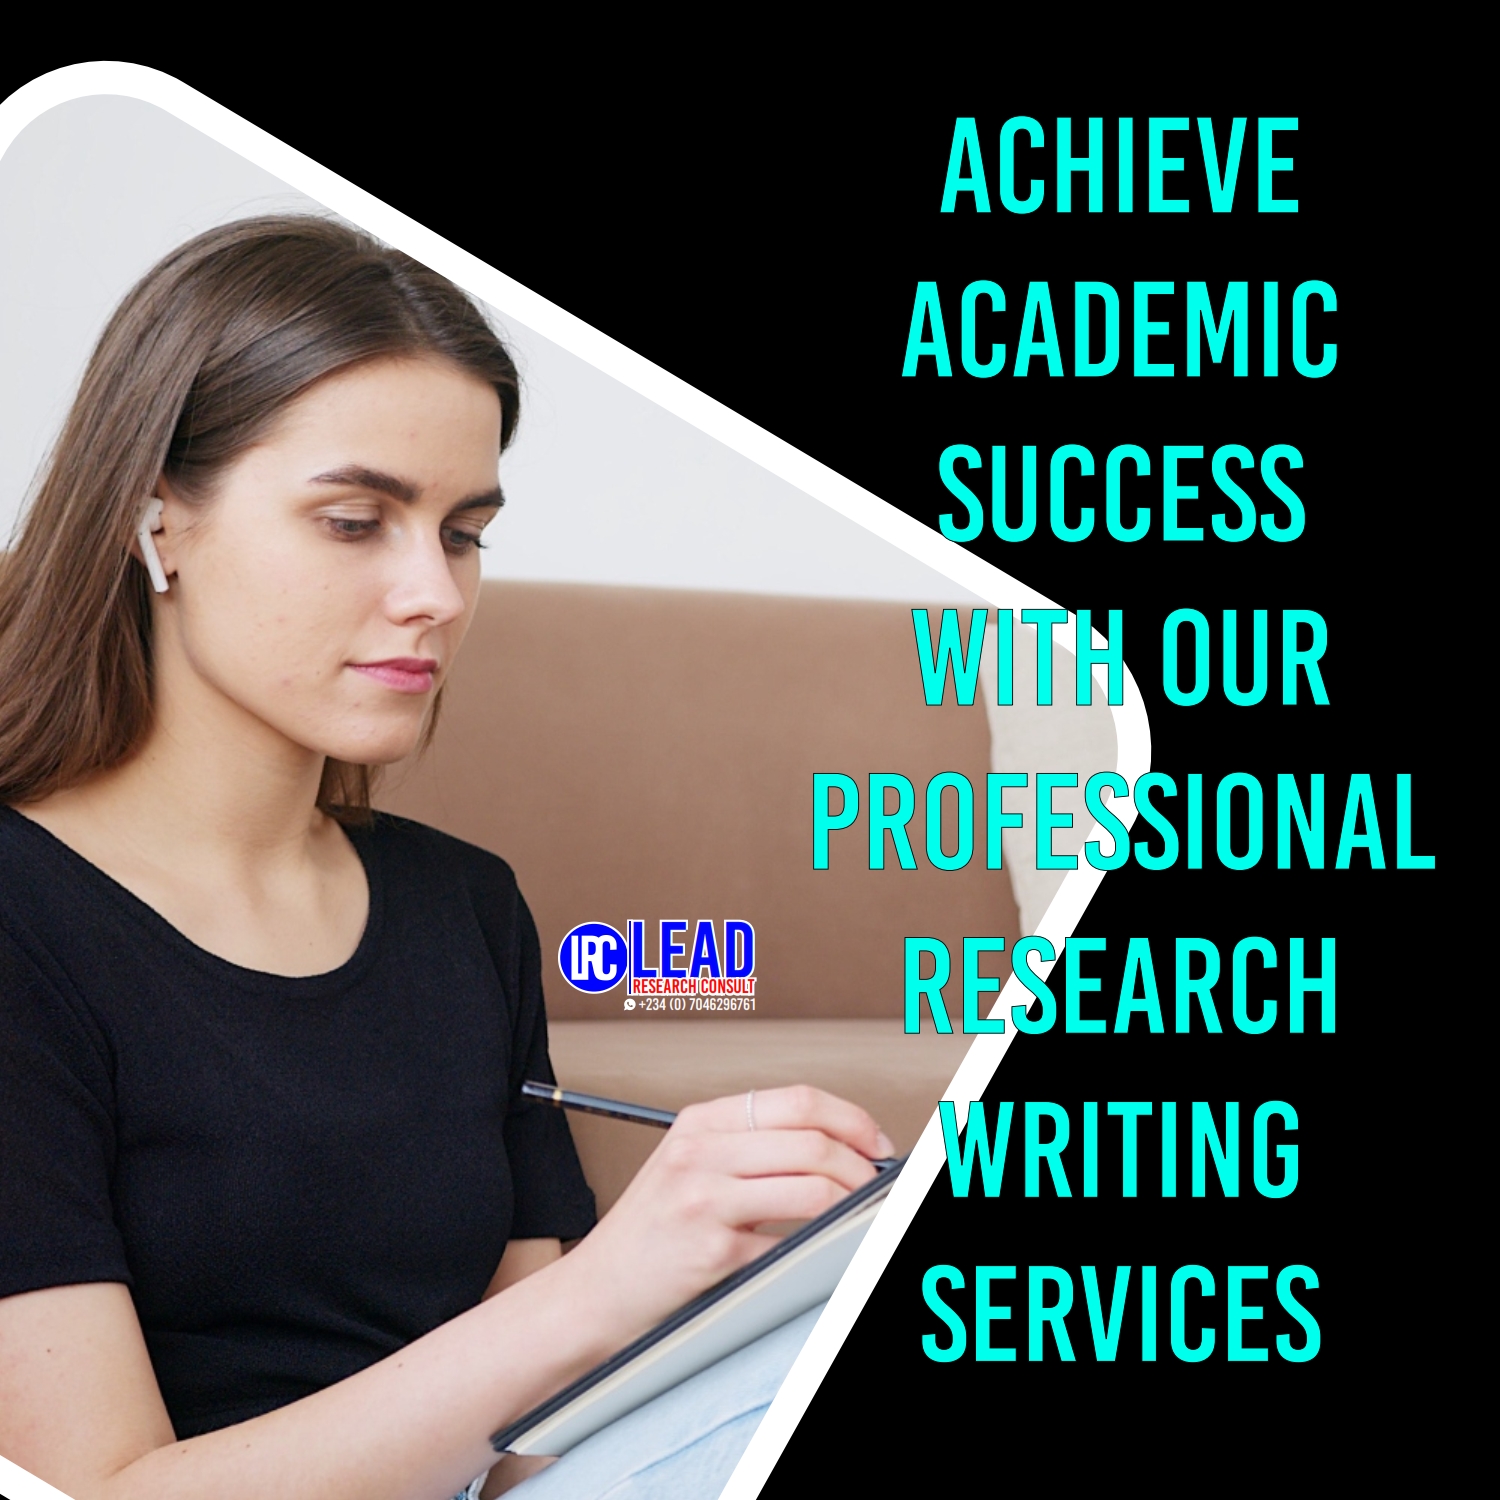 ACHIEVE
ACADEMIC
SUCCESS
WITH OUR
PROFESSIONAL
RESEARCH
WRITING
SERVICES
LRC LEAD
RESEARCH CONSULT
+234 (0) 7046296761